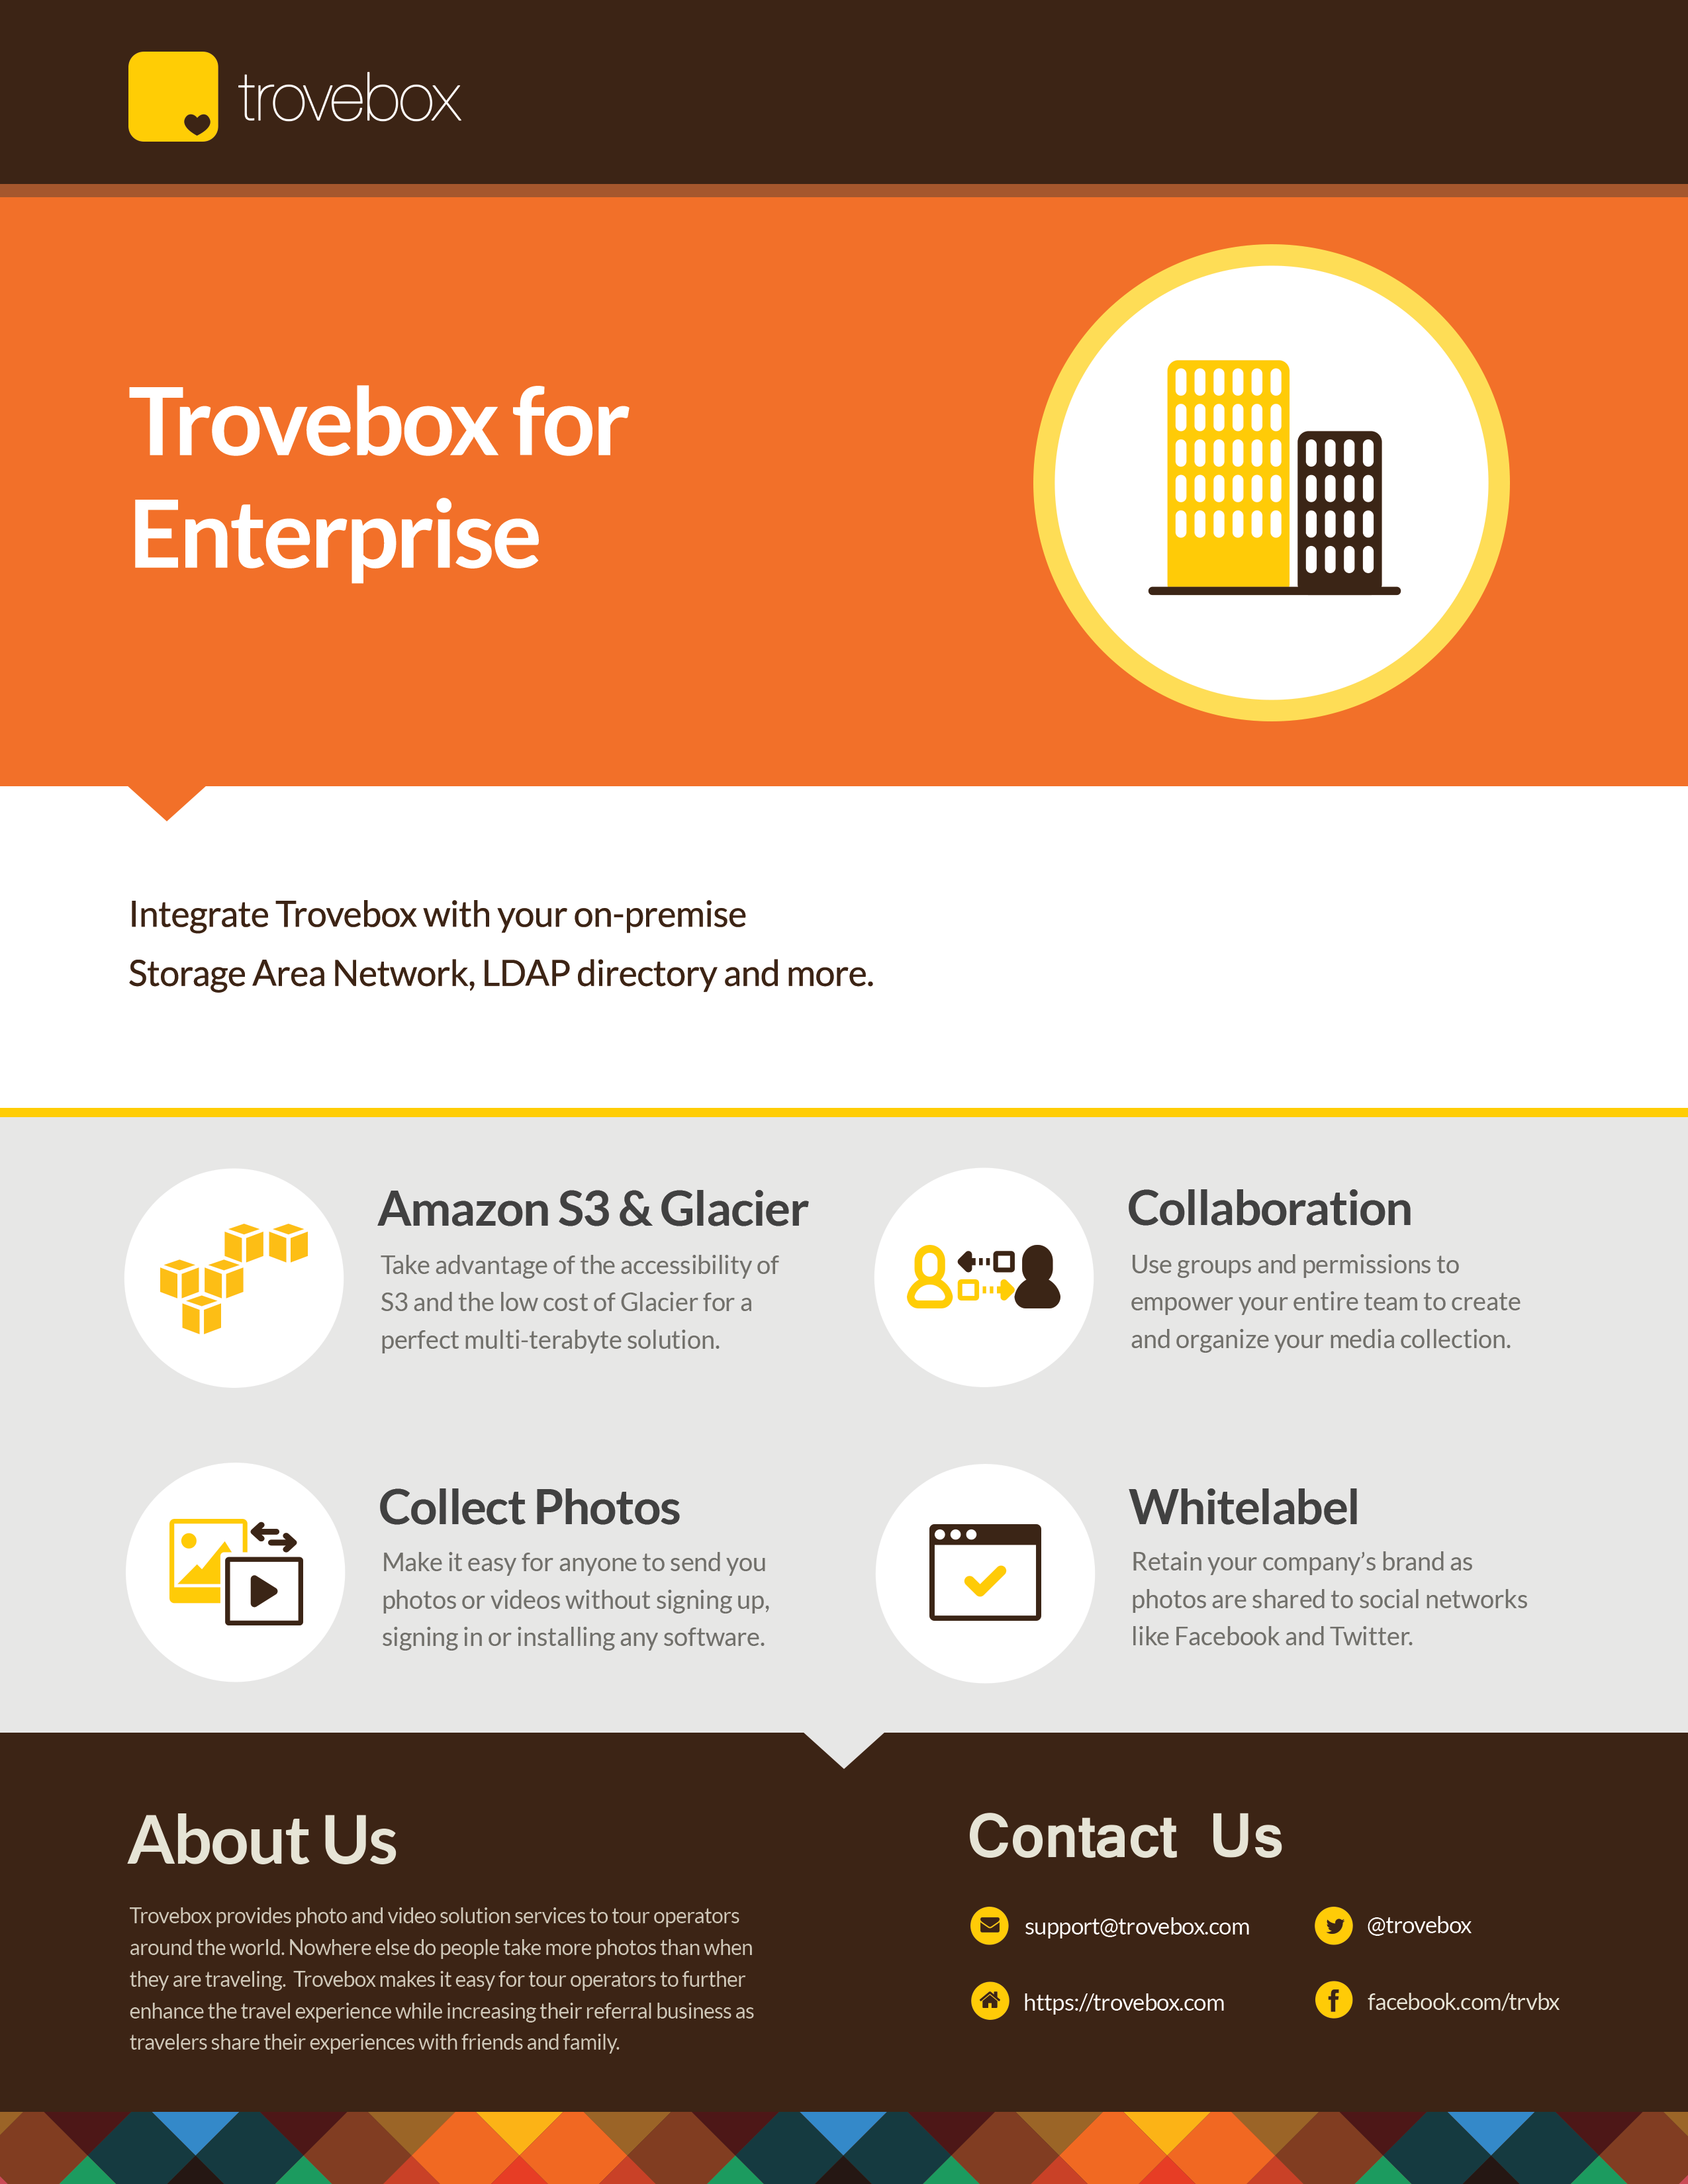 trovebox
Trovebox for
Enterprise
Integrate Trovebox with your on-premise
Storage Area Network, LDAP directory and more.
Amazon S3 & Glacier
Take advantage of the accessibility of
S3 and the low cost of Glacier for a
perfect multi-terabyte solution.
Collaboration
Use groups and permissions to
empower your entire team to create
and organize your media collection.
Collect Photos
Make it easy for anyone to send you
photos or videos without signing up,
signing in or installing any software.
Whitelabel
Retain your company’s brand as
photos are shared to social networks
like Facebook and Twitter.
About Us
Trovebox provides photo and video solution services to tour operators
around the world. Nowhere else do people take more photos than when
they are traveling.  Trovebox makes it easy for tour operators to further
enhance the travel experience while increasing their referral business as
travelers share their experiences with friends and family.
Contact Us
support@trovebox.com
@trovebox
https://trovebox.com
facebook.com/trvbx